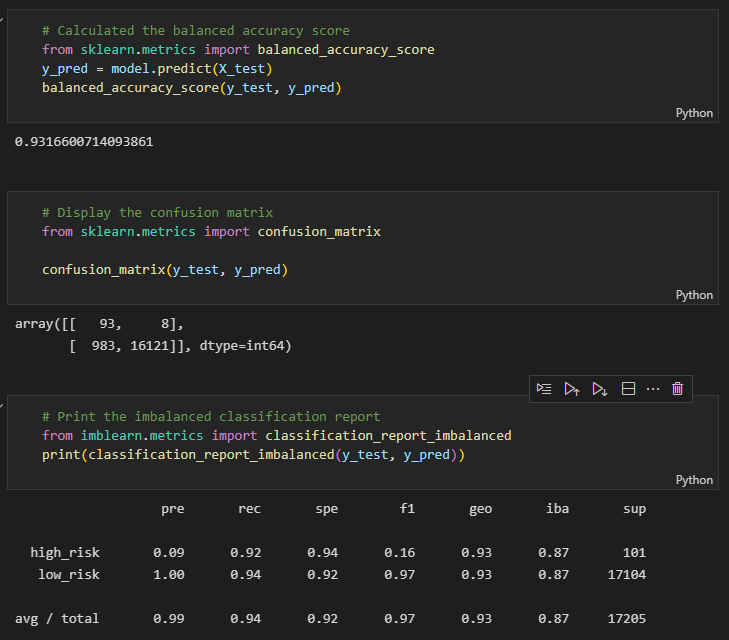 # Calculated the balanced accuracy score
from sklearn.metrics import balanced_accuracy_score
y_pred = model.predict(X_test)
balanced_accuracy_score(y_test, y_pred)
Python
0.9316600714093861
# Display the confusion matrix
from sklearn.metrics import confusion_matrix
confusion_matrix(y_test, y_pred)
Python
array([[   93,     8],
       [  983, 16121]], dtype=int64)
# Print the imbalanced classification report
from imblearn.metrics import classification_report_imbalanced
print(classification_report_imbalanced(y_test, y_pred))
Python
pre rec spe f1 geo iba sup
high_risk 0.09 0.92 0.94 0.16 0.93 0.87 101
low_risk 1.00 0.94 0.92 0.97 0.93 0.87 17104
avg / total 0.99 0.94 0.92 0.97 0.93 0.87 17205